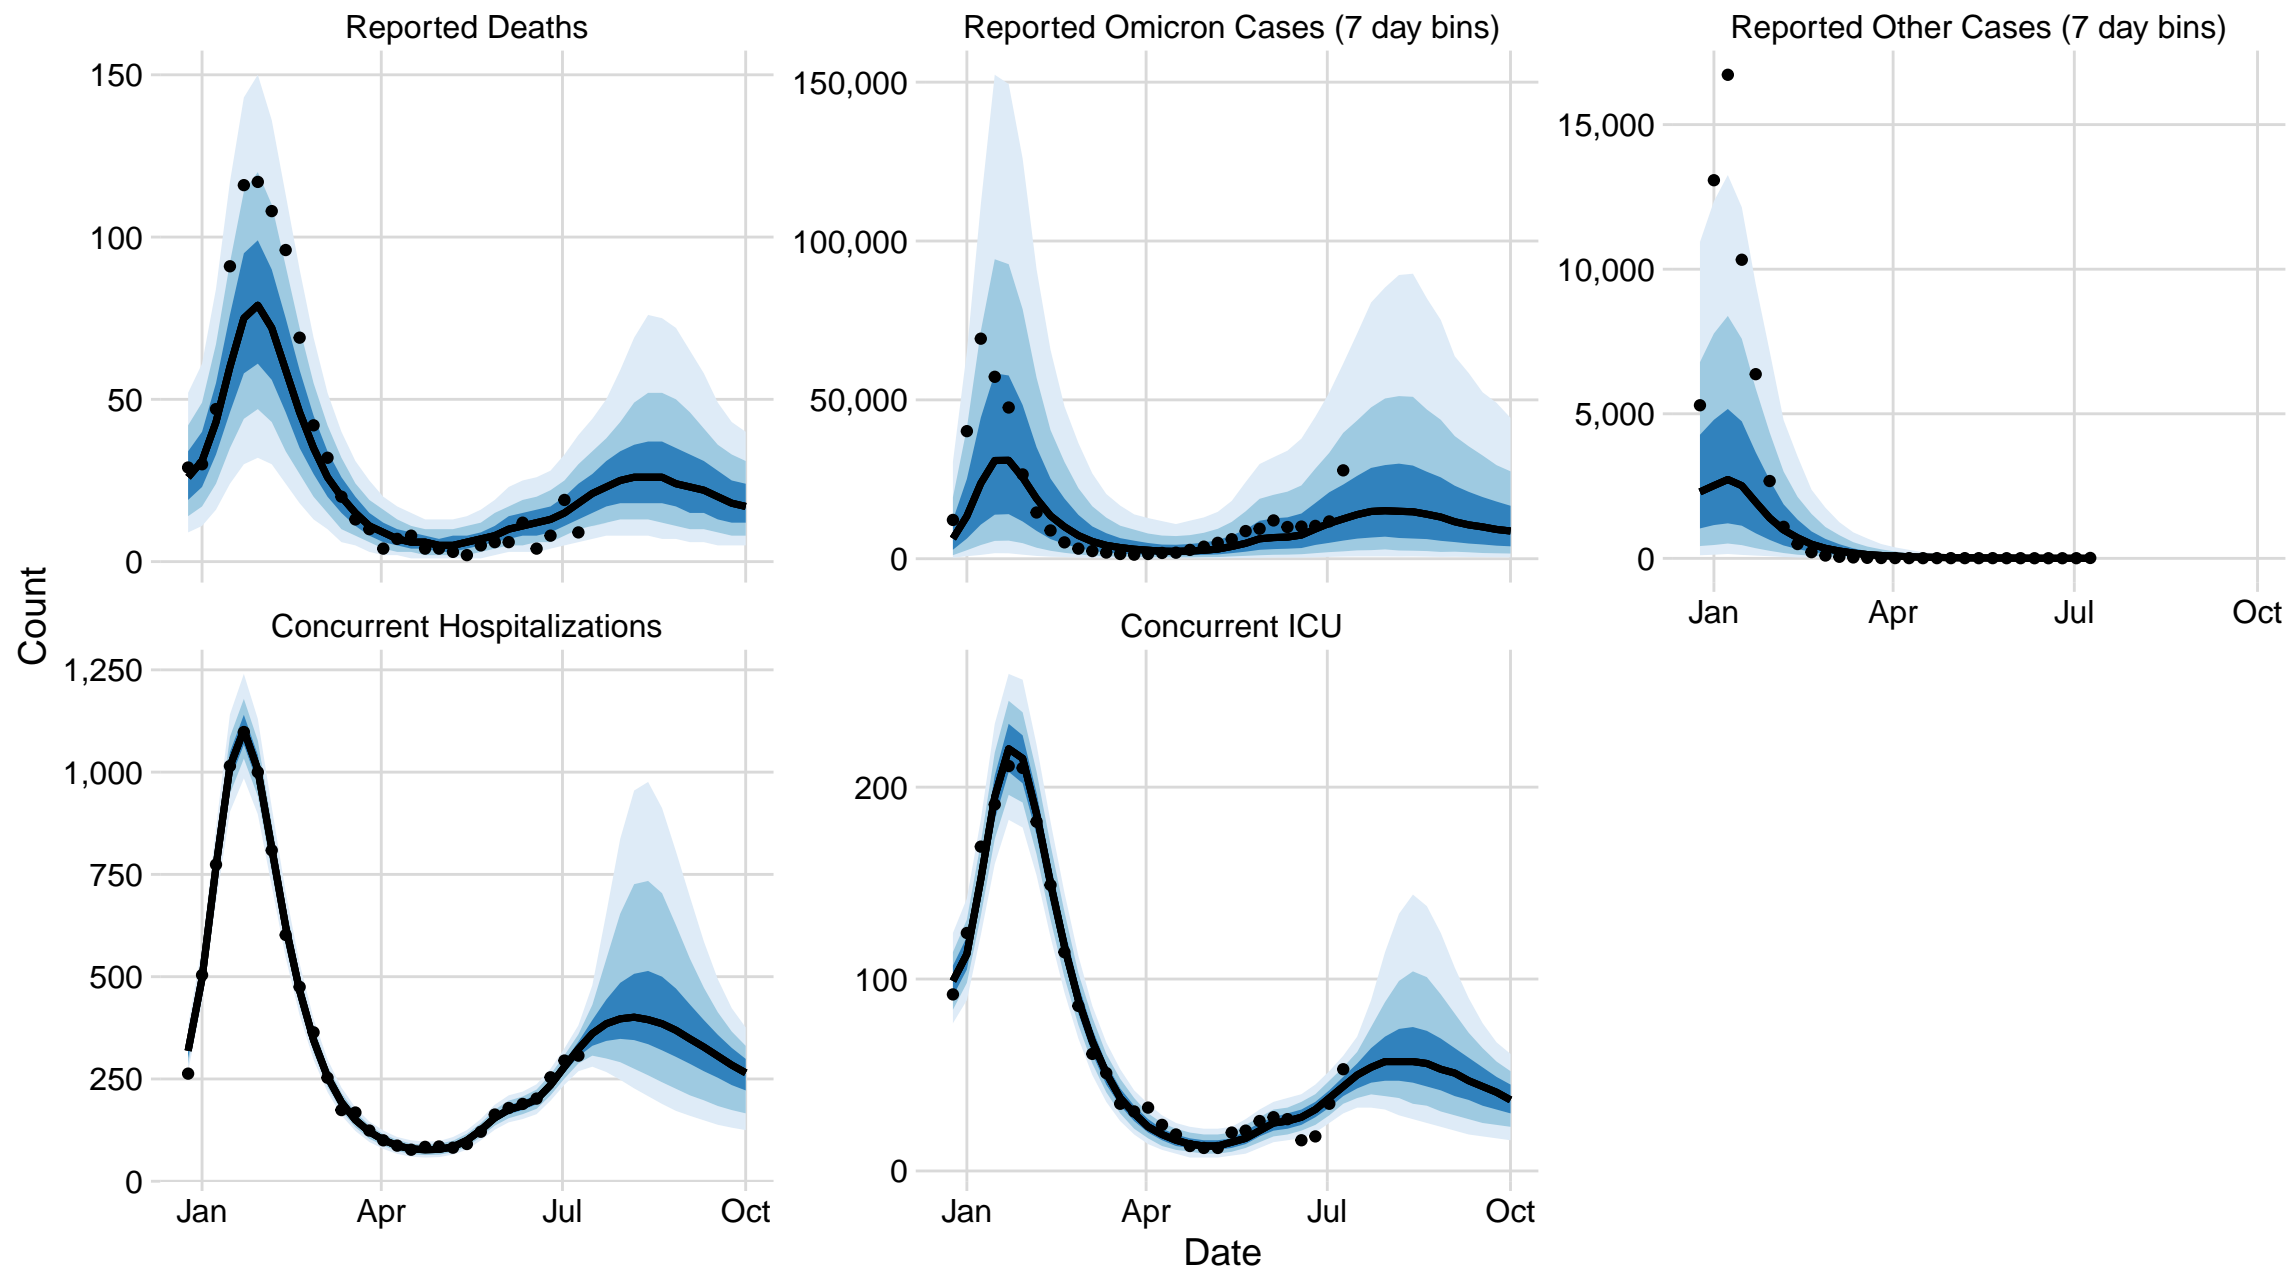 Reported Deaths
Reported Omicron Cases (7 day bins)
Reported Other Cases (7 day bins)
150
100
50
0
150,000
100,000
50,000
0
15,000
10,000
5,000
0
Jan Apr Jul Oct
Count
Concurrent Hospitalizations
Concurrent ICU
1,250
1,000
750
500
250
0
200
100
0
Jan Apr Jul Oct
Jan Apr Jul Oct
Date